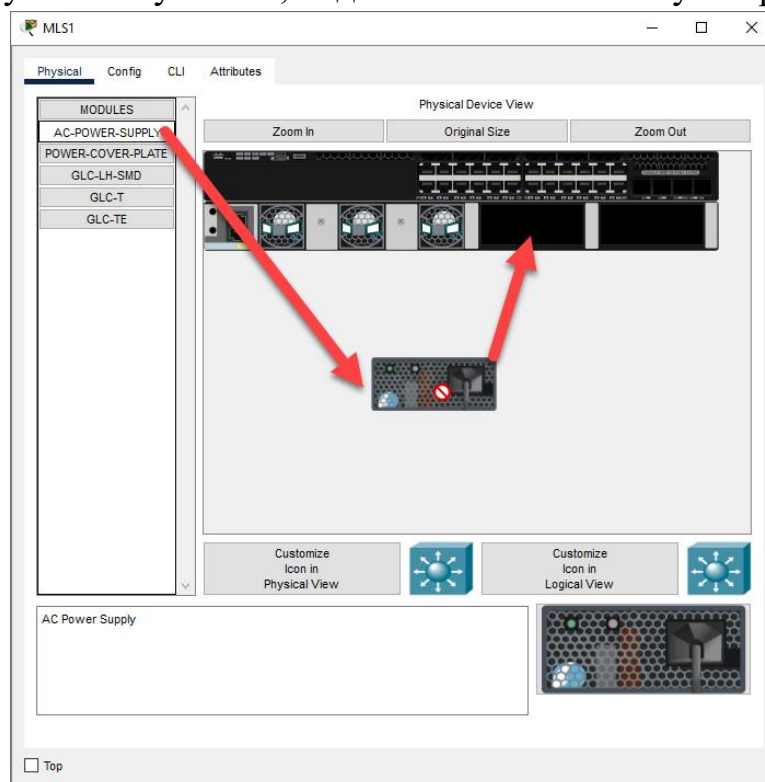 MLS1
Physical Config CLI Attributes
MODULES
AC-POWER-SUPPLY
POWER-COVER-PLATE
GLC-LH-SMD
GLC-T
GLC-TE
Physical Device View
Zoom In Original Size Zoom Out
Customize
Icon in
Physical View
Customize
Icon in
Logical View
AC Power Supply
Top